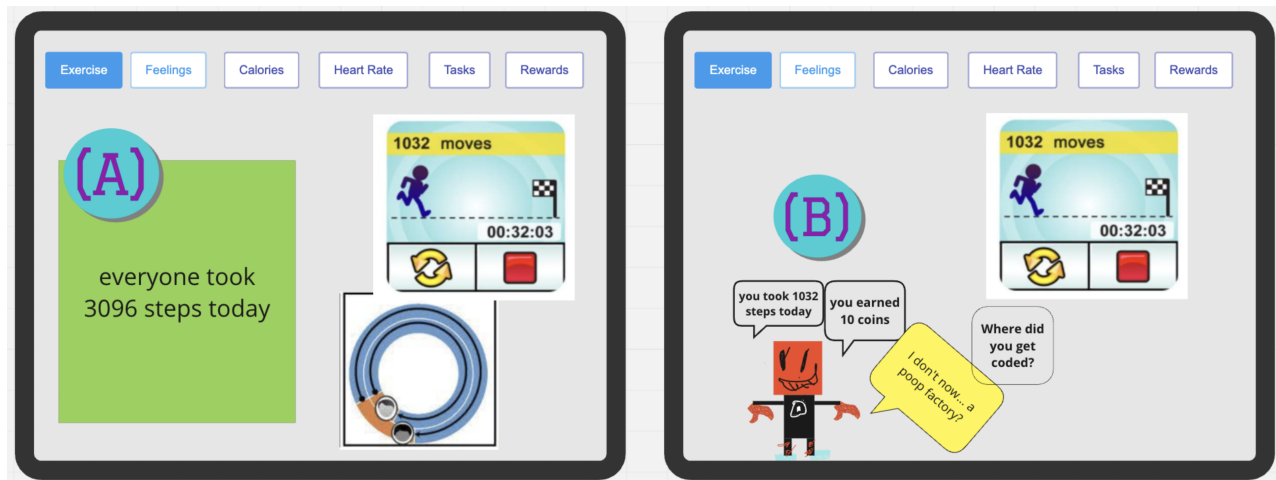 Exercise
Feelings
Calories
Heart Rate
Tasks
Rewards
(A)
everyone took
3096 steps today
1032 moves
00:32:03
Exercise
Feelings
Calories
Heart Rate
Tasks
Rewards
(B)
1032 moves
00:32:03
you took 1032
steps today
you earned
10 coins
Where did
you get
coded?
I don't now... a
poop factory?
D